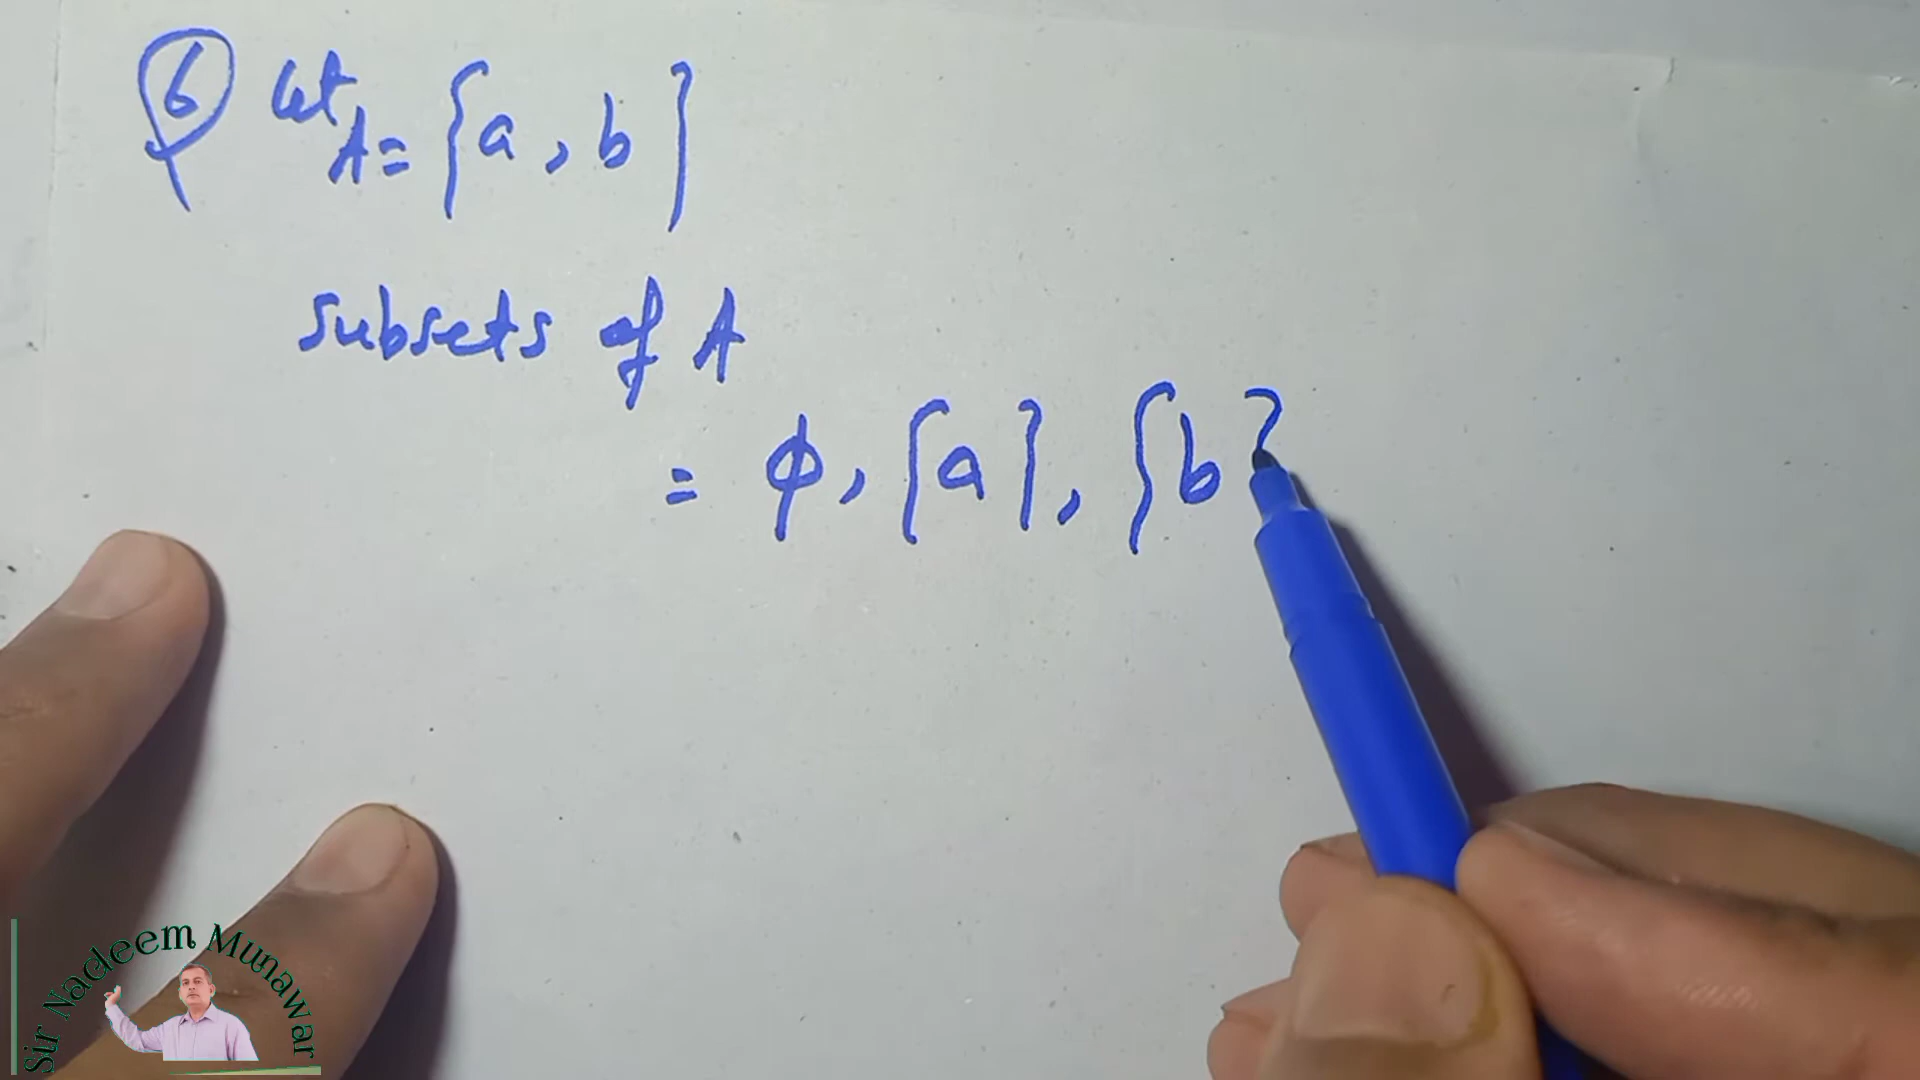 6 let
A = {a, b}
subsets of A
= φ, {a}, {b}
Sir Nadeem Munawar